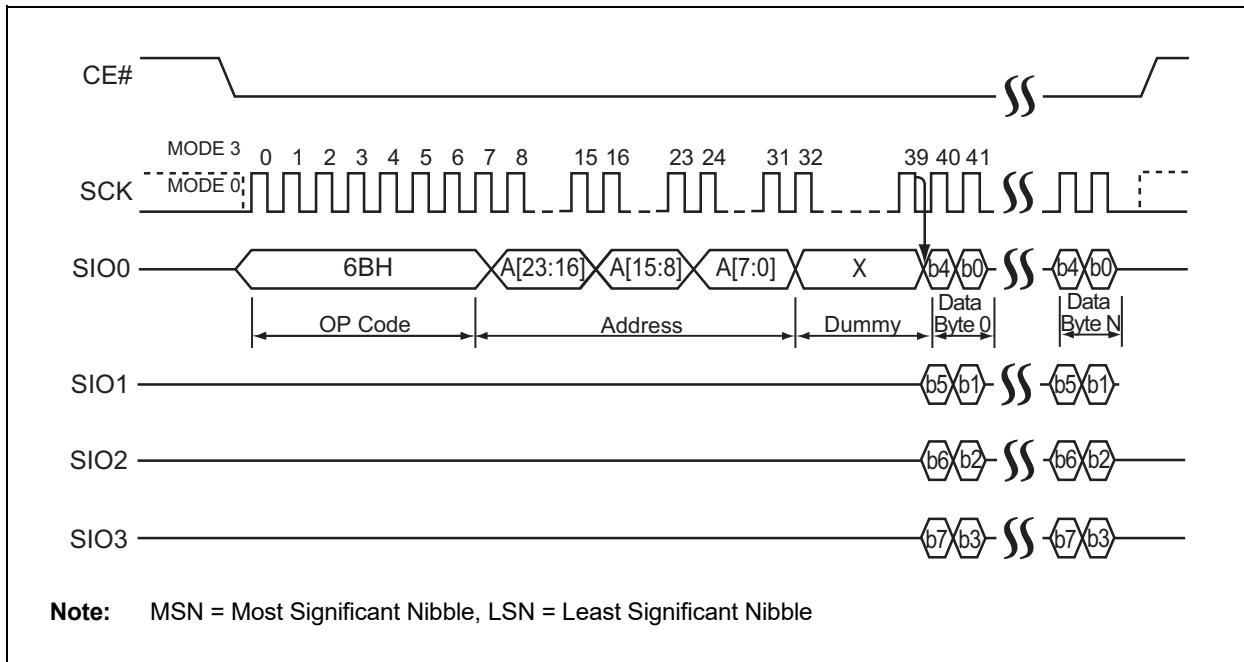 CE#
MODE 3
0 1 2 3 4 5 6 7 8 15 16 23 24 31 32 39 40 41
SCK MODE 0
SIO0 6BH A[23:16] A[15:8] A[7:0] X b4 b0 b4 b0
OP Code Address Dummy Data Byte 0 Data Byte N
SIO1 b5 b1 b5 b1
SIO2 b6 b2 b6 b2
SIO3 b7 b3 b7 b3
Note: MSN = Most Significant Nibble, LSN = Least Significant Nibble